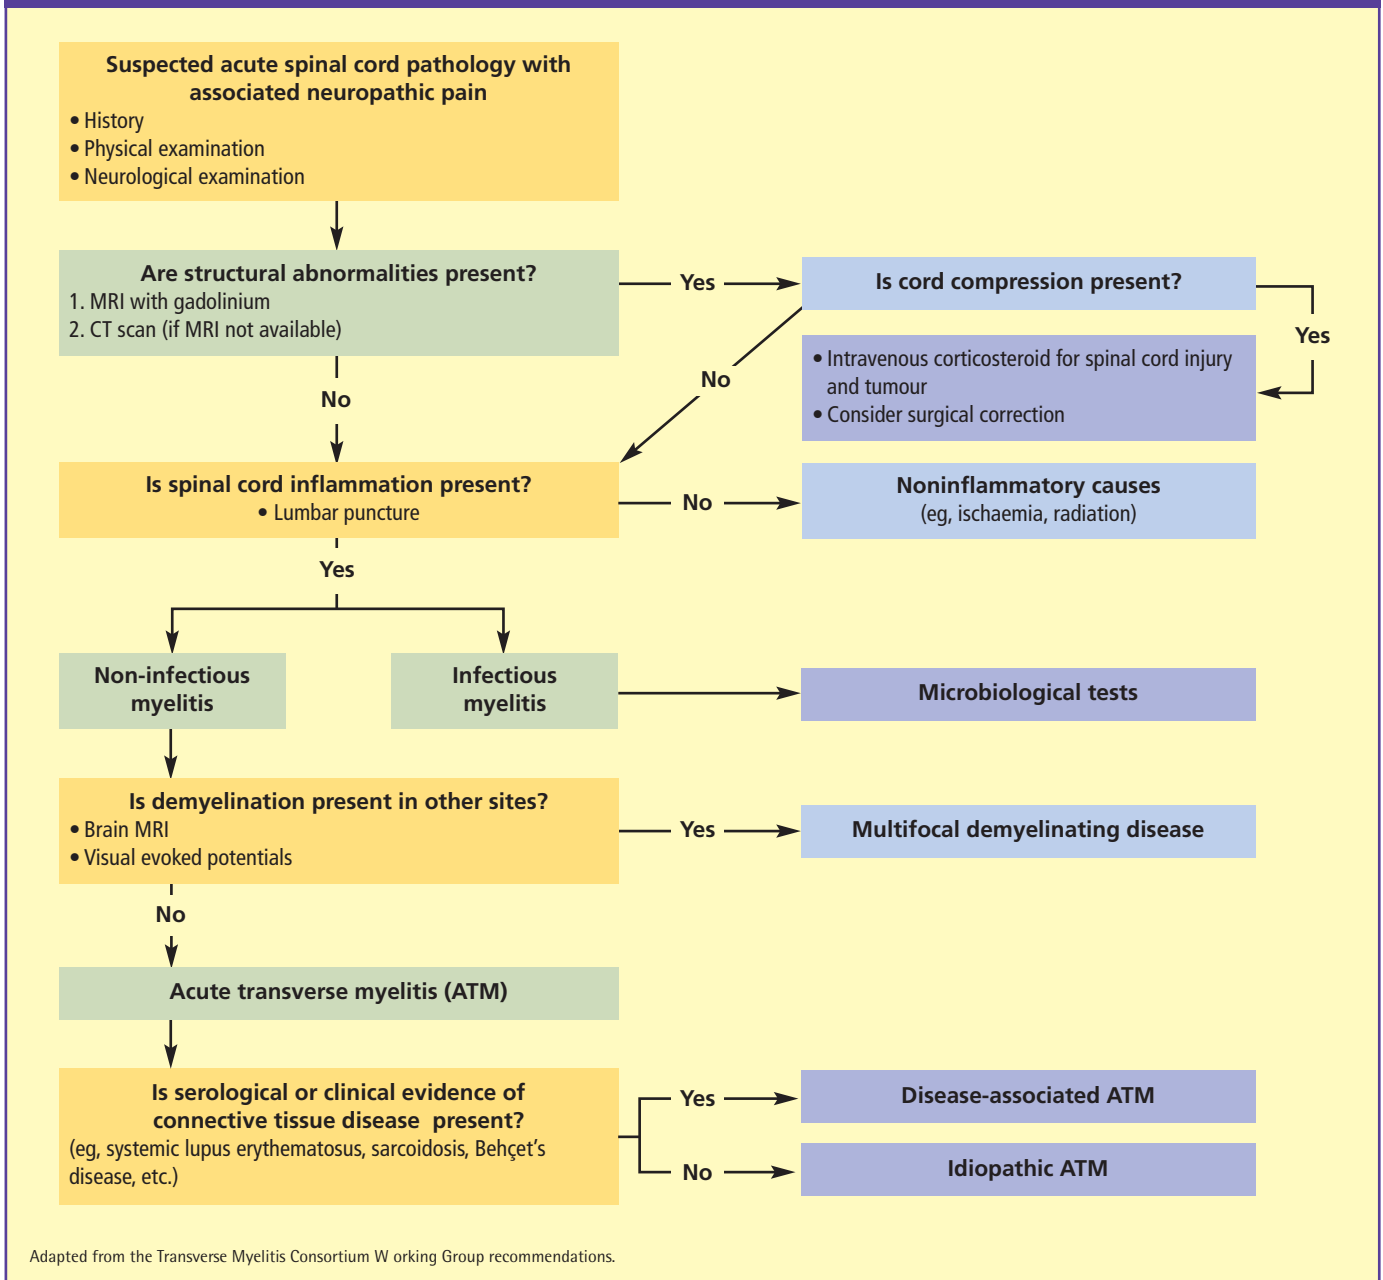 Suspected acute spinal cord pathology with
associated neuropathic pain
• History
• Physical examination
• Neurological examination
Are structural abnormalities present?
1. MRI with gadolinium
2. CT scan (if MRI not available)
Yes
Is cord compression present?
Yes
• Intravenous corticosteroid for spinal cord injury
and tumour
• Consider surgical correction
No
No
Is spinal cord inflammation present?
• Lumbar puncture
No
Noninflammatory causes
(eg, ischaemia, radiation)
Yes
Non-infectious
myelitis
Infectious
myelitis
Microbiological tests
Is demyelination present in other sites?
• Brain MRI
• Visual evoked potentials
Yes
Multifocal demyelinating disease
No
Acute transverse myelitis (ATM)
Is serological or clinical evidence of
connective tissue disease present?
(eg, systemic lupus erythematosus, sarcoidosis, Behçet's
disease, etc.)
Yes
Disease-associated ATM
No
Idiopathic ATM
Adapted from the Transverse Myelitis Consortium W orking Group recommendations.